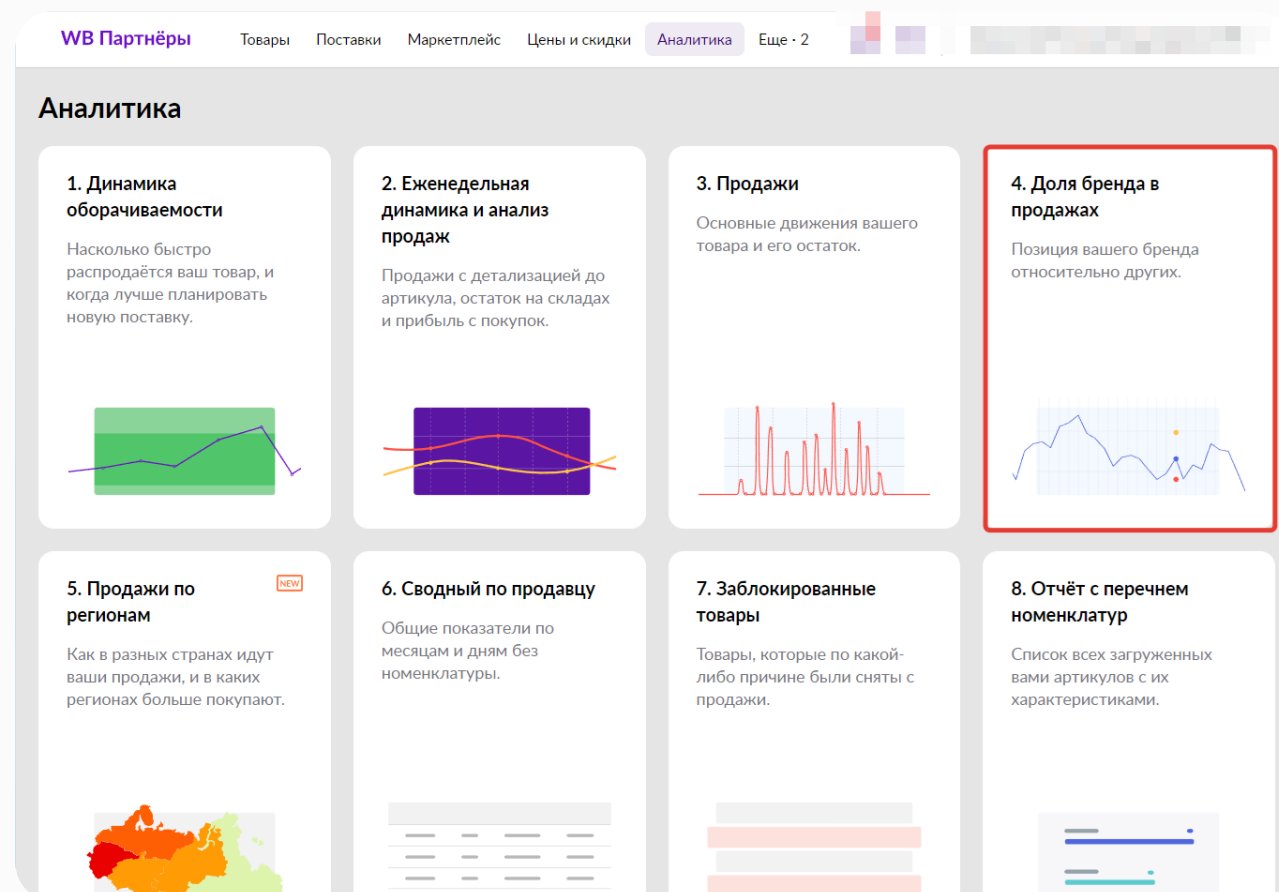 WB Партнёры
Товары
Поставки
Маркетплейс
Цены и скидки
Аналитика
Еще · 2
Аналитика
1. Динамика
оборачиваемости
Насколько быстро
распродаётся ваш товар, и
когда лучше планировать
новую поставку.
2. Еженедельная
динамика и анализ
продаж
Продажи с детализацией до
артикула, остаток на складах
и прибыль с покупок.
3. Продажи
Основные движения вашего
товара и его остаток.
4. Доля бренда в
продажах
Позиция вашего бренда
относительно других.
5. Продажи по
регионам
NEW
Как в разных странах идут
ваши продажи, и в каких
регионах больше покупают.
6. Сводный по продавцу
Общие показатели по
месяцам и дням без
номенклатуры.
7. Заблокированные
товары
Товары, которые по какой-
либо причине были сняты с
продажи.
8. Отчёт с перечнем
номенклатур
Список всех загруженных
вами артикулов с их
характеристиками.